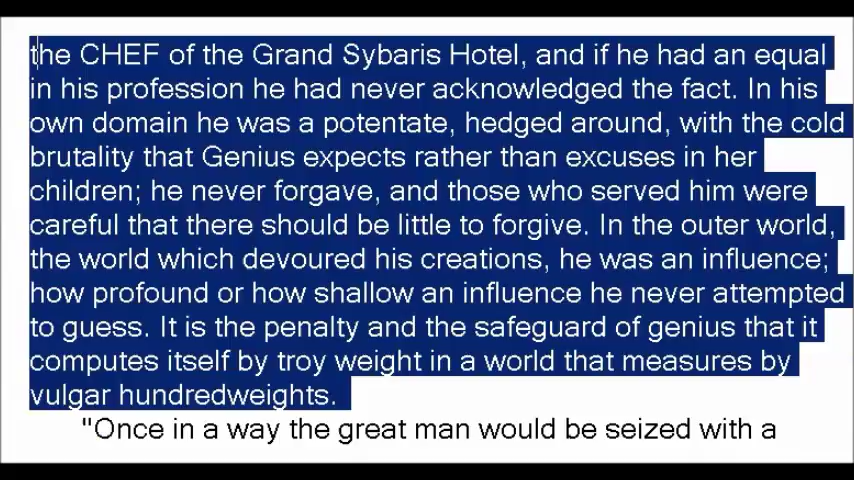 the CHEF of the Grand Sybaris Hotel, and if he had an equal
in his profession he had never acknowledged the fact. In his
own domain he was a potentate, hedged around, with the cold
brutality that Genius expects rather than excuses in her
children; he never forgave, and those who served him were
careful that there should be little to forgive. In the outer world,
the world which devoured his creations, he was an influence;
how profound or how shallow an influence he never attempted
to guess. It is the penalty and the safeguard of genius that it
computes itself by troy weight in a world that measures by
vulgar hundredweights.
"Once in a way the great man would be seized with a